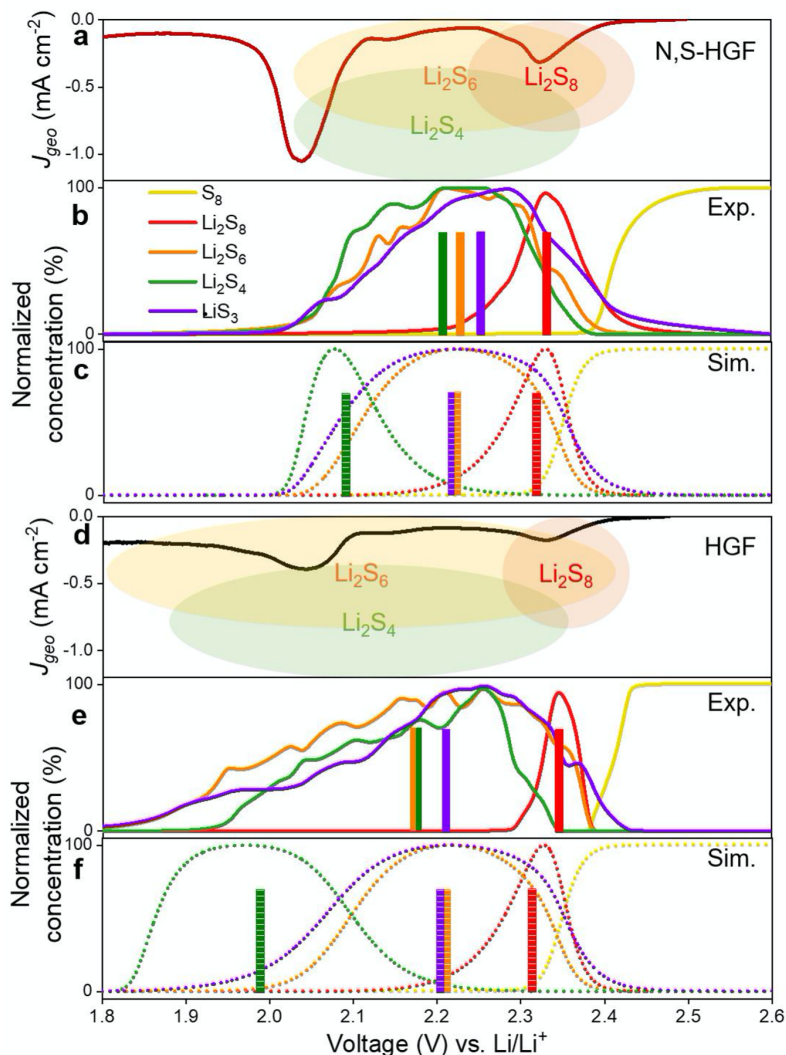 a
N,S-HGF
0.0
-0.5
-1.0
J_geo (mA cm⁻²)
Li₂S₆
Li₂S₈
Li₂S₄
b
Exp.
100
0
S₈
Li₂S₈
Li₂S₆
Li₂S₄
LiS₃
Normalized
concentration (%)
c
Sim.
100
0
d
HGF
0.0
-0.5
-1.0
J_geo (mA cm⁻²)
Li₂S₆
Li₂S₈
Li₂S₄
e
Exp.
100
0
Normalized
concentration (%)
f
Sim.
100
0
1.8 1.9 2.0 2.1 2.2 2.3 2.4 2.5 2.6
Voltage (V) vs. Li/Li⁺